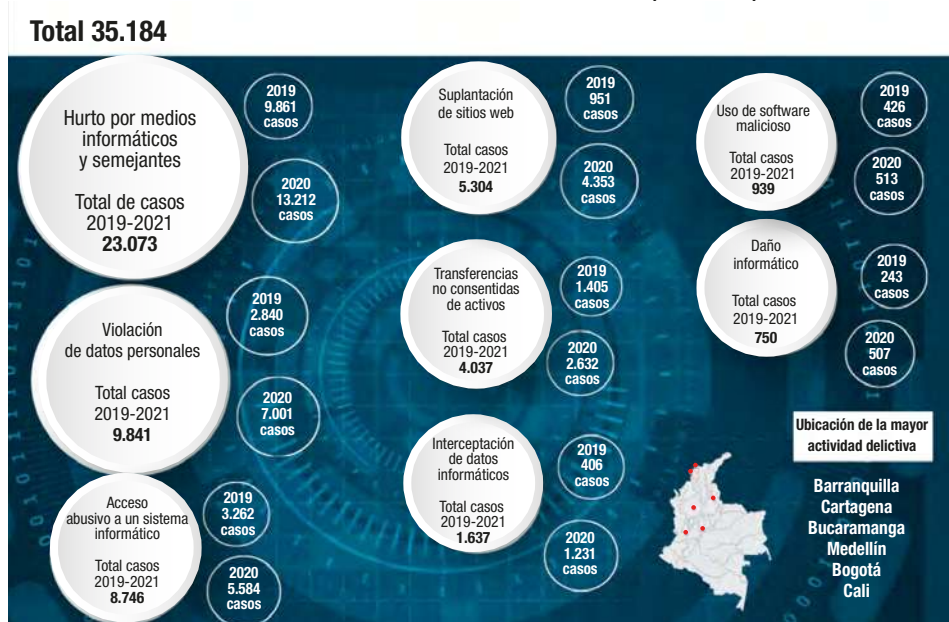 Total 35.184
Hurto por medios
informáticos
y semejantes
Total de casos
2019-2021
23.073
2019
9.861
casos
2020
13.212
casos
Violación
de datos personales
Total casos
2019-2021
9.841
2019
2.840
casos
2020
7.001
casos
Acceso
abusivo a un sistema
informático
Total casos
2019-2021
8.746
2019
3.262
casos
2020
5.584
casos
Suplantación
de sitios web
Total casos
2019-2021
5.304
2019
951
casos
2020
4.353
casos
Transferencias
no consentidas
de activos
Total casos
2019-2021
4.037
2019
1.405
casos
2020
2.632
casos
Interceptación
de datos
informáticos
Total casos
2019-2021
1.637
2019
406
casos
2020
1.231
casos
Uso de software
malicioso
Total casos
2019-2021
939
2019
426
casos
2020
513
casos
Daño
informático
Total casos
2019-2021
750
2019
243
casos
2020
507
casos
Ubicación de la mayor
actividad delictiva
Barranquilla
Cartagena
Bucaramanga
Medellín
Bogotá
Cali